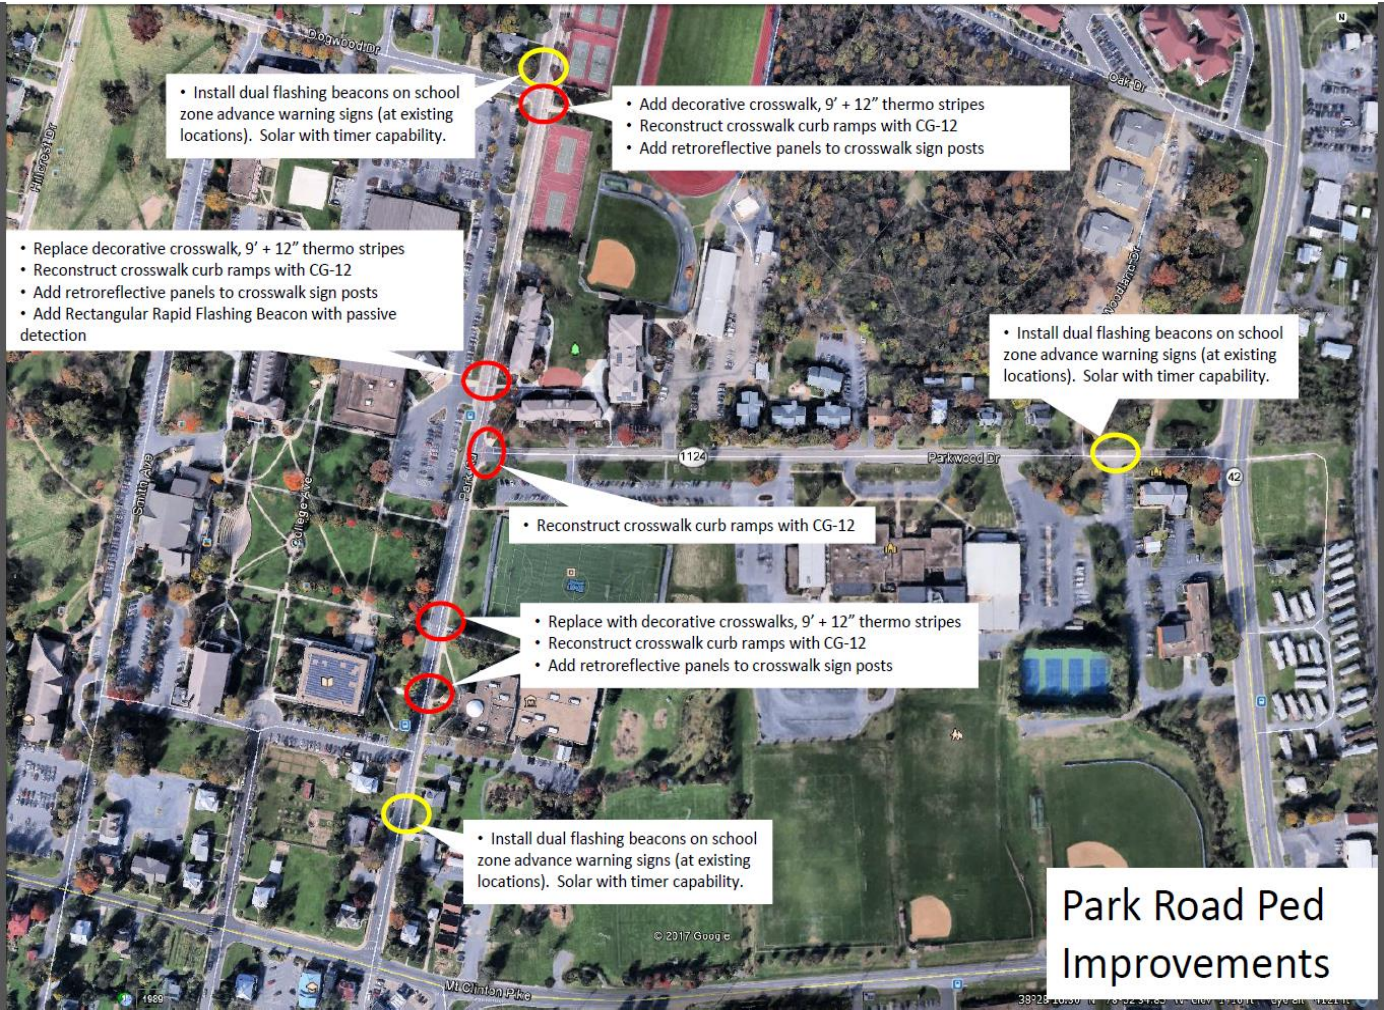 Dogwood Dr
Oak Dr
N
Hillcrest Dr
• Install dual flashing beacons on school
zone advance warning signs (at existing
locations). Solar with timer capability.
• Add decorative crosswalk, 9’ + 12” thermo stripes
• Reconstruct crosswalk curb ramps with CG-12
• Add retroreflective panels to crosswalk sign posts
• Replace decorative crosswalk, 9’ + 12” thermo stripes
• Reconstruct crosswalk curb ramps with CG-12
• Add retroreflective panels to crosswalk sign posts
• Add Rectangular Rapid Flashing Beacon with passive
detection
Woodland Dr
• Install dual flashing beacons on school
zone advance warning signs (at existing
locations). Solar with timer capability.
1124
Parkwood Dr
42
Smith Ave
College Ave
• Reconstruct crosswalk curb ramps with CG-12
• Replace with decorative crosswalks, 9’ + 12” thermo stripes
• Reconstruct crosswalk curb ramps with CG-12
• Add retroreflective panels to crosswalk sign posts
• Install dual flashing beacons on school
zone advance warning signs (at existing
locations). Solar with timer capability.
© 2017 Google
Park Road Ped
Improvements
Mt Clinton Pike
1989